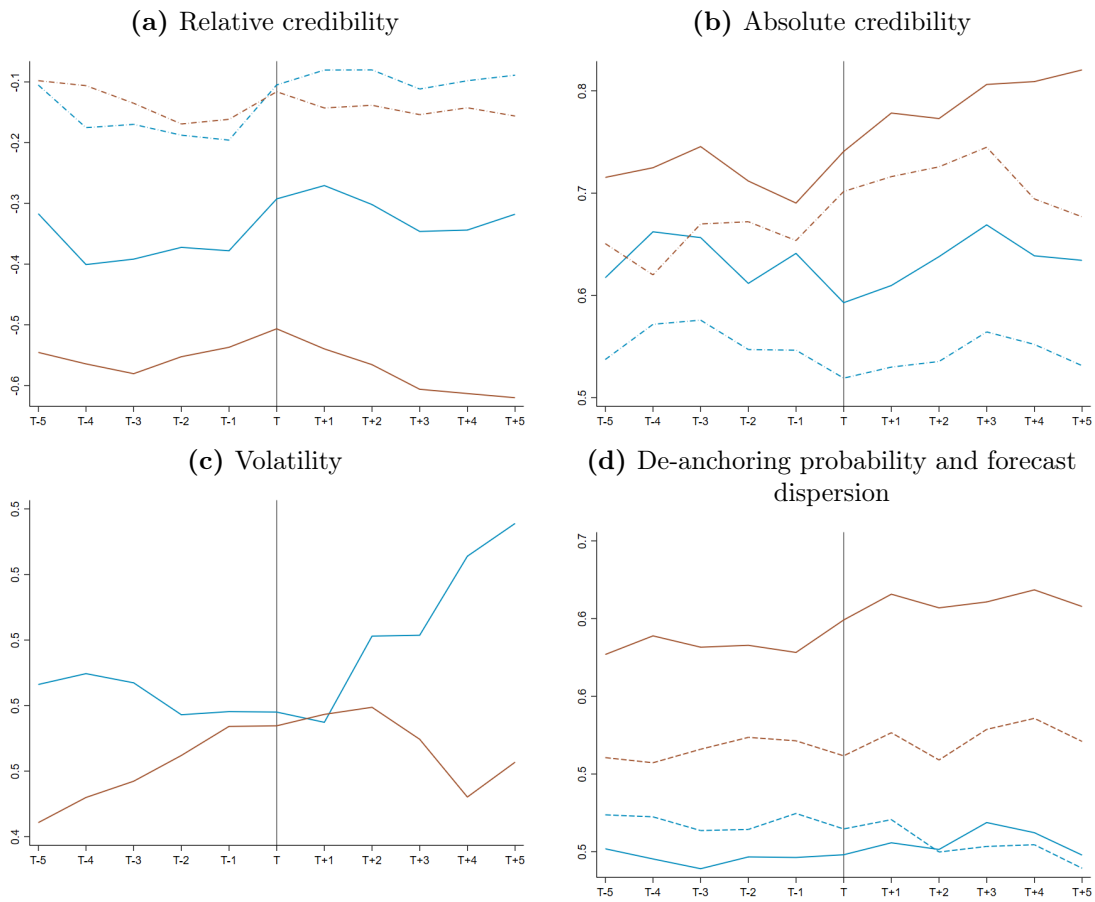 (a) Relative credibility
-0.1
-0.2
-0.3
-0.4
-0.5
-0.6
T-5 T-4 T-3 T-2 T-1 T T+1 T+2 T+3 T+4 T+5
(b) Absolute credibility
0.8
0.7
0.6
0.5
T-5 T-4 T-3 T-2 T-1 T T+1 T+2 T+3 T+4 T+5
(c) Volatility
0.5
0.5
0.5
0.5
0.5
0.4
T-5 T-4 T-3 T-2 T-1 T T+1 T+2 T+3 T+4 T+5
(d) De-anchoring probability and forecast
dispersion
0.7
0.6
0.6
0.5
0.5
T-5 T-4 T-3 T-2 T-1 T T+1 T+2 T+3 T+4 T+5